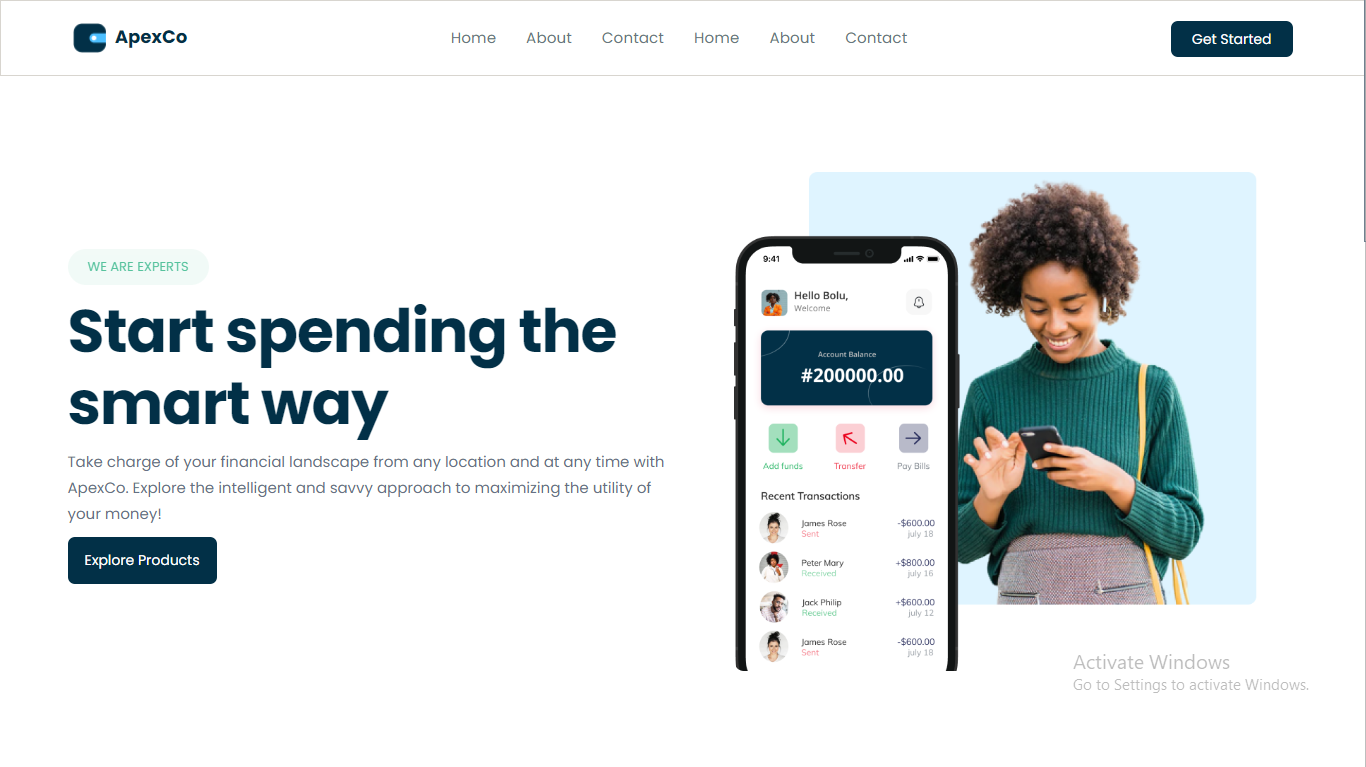 ApexCo
Home About Contact Home About Contact
Get Started
WE ARE EXPERTS
Start spending the
smart way
Take charge of your financial landscape from any location and at any time with
ApexCo. Explore the intelligent and savvy approach to maximizing the utility of
your money!
Explore Products
9:41
Hello Bolu,
Welcome
Account Balance
#200000.00
Add funds Transfer Pay Bills
Recent Transactions
James Rose -$600.00
Sent july 18
Peter Mary +$800.00
Received july 16
Jack Philip +$600.00
Received july 12
James Rose -$600.00
Sent july 18
Activate Windows
Go to Settings to activate Windows.